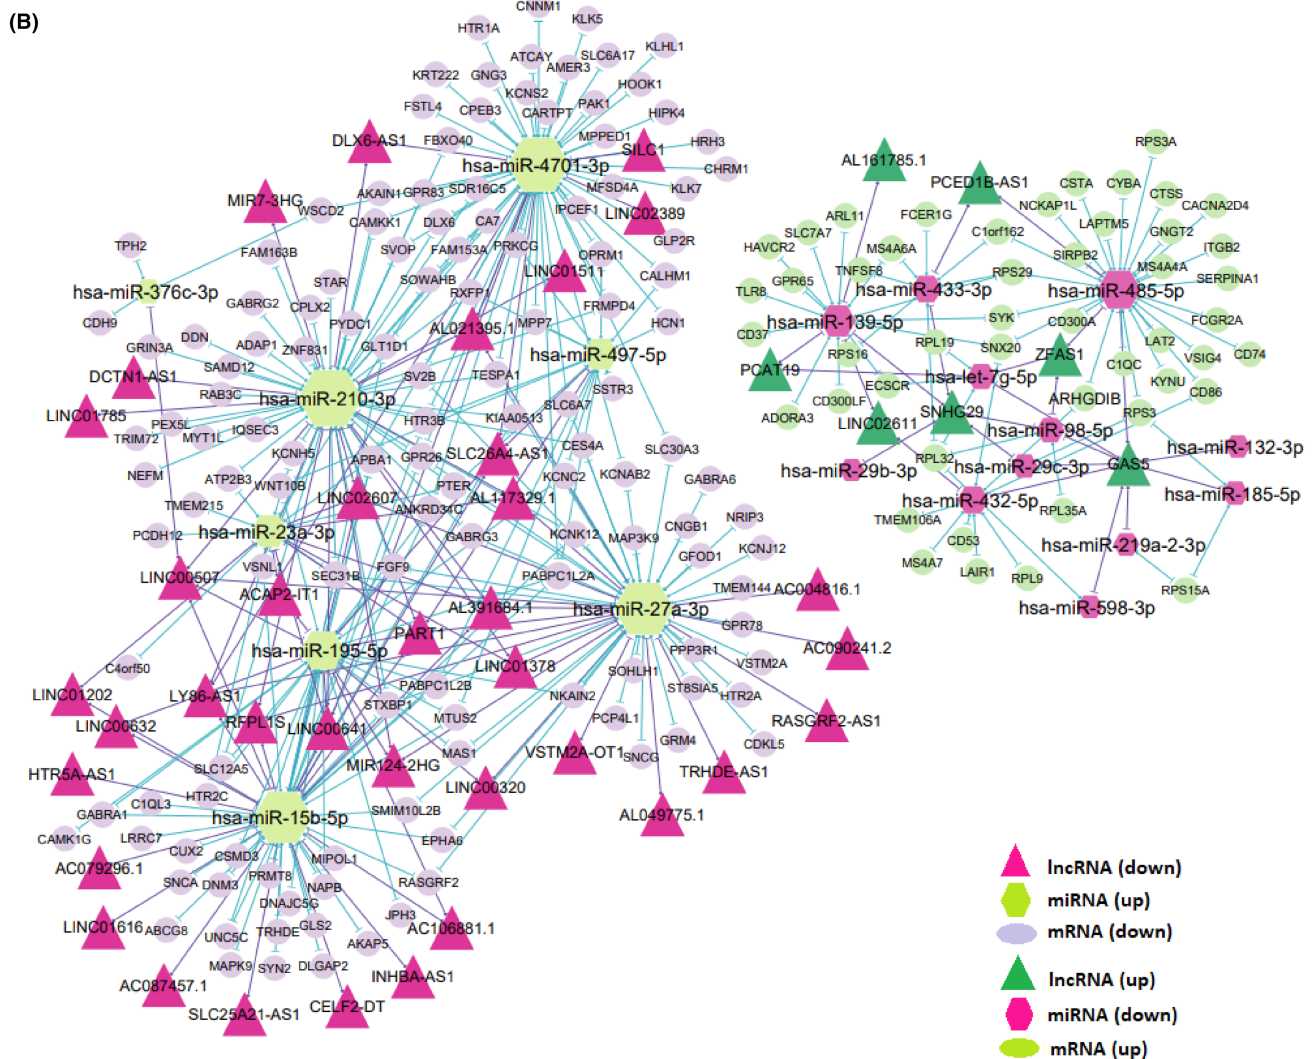 (B)
CNNM1
KLK5
HTR1A
KLHL1
ATCAY
SLC6A17
AMER3
KRT222
GNG3
HOOK1
KCNS2
FSTL4
CPEB3
CARTPT
PAK1
HIPK4
DLX6-AS1
FBXO40
MPPED1
SILC1
HRH3
hsa-miR-4701-3p
CHRM1
AKAIN1
GPR83
SDR16C5
MFSD4A
KLK7
MIR7-3HG
WSCD2
CAMKK1
DLX6
CA7
IPCEF1
LINC02389
GLP2R
TPH2
FAM163B
SVOP
FAM153A
PRKCG
OPRM1
LINC01511
CALHM1
STAR
SOWAHB
RXFP1
hsa-miR-376c-3p
GABRG2
CPLX2
FRMPD4
CDH9
PYDC1
AL021395.1
MPP7
HCN1
DDN
ADAP1
ZNF831
GLT1D1
GRIN3A
hsa-miR-497-5p
SAMD12
DCTN1-AS1
SV2B
TESPA1
SSTR3
RAB3C
hsa-miR-210-3p
SLC6A7
LINC01785
PEX5L
IQSEC3
HTR3B
KIAA0513
TRIM72
MYT1L
CES4A
SLC30A3
KCNH5
APBA1
GPR26
SLC26A4-AS1
NEFM
ATP2B3
WNT10B
PTER
KCNC2
KCNAB2
GABRA6
LINC02607
AL117329.1
TMEM215
ANKRD34C
NRIP3
PCDH12
hsa-miR-23a-3p
GABRG3
KCNK12
MAP3K9
CNGB1
KCNJ12
GFOD1
VSNL1
SEC31B
FGF9
PABPC1L2A
LINC00507
ACAP2-IT1
TMEM144
AC004816.1
AL391684.1
hsa-miR-27a-3p
GPR78
PART1
AC090241.2
hsa-miR-195-5p
PPP3R1
C4orf50
LINC01378
SOHLH1
VSTM2A
LINC01202
LY86-AS1
PABPC1L2B
NKAIN2
ST8SIA5
HTR2A
STXBP1
LINC00632
RFPL1S
LINC00641
MTUS2
PCP4L1
RASGRF2-AS1
GRM4
CDKL5
MAS1
VSTM2A-OT1
SNCG
HTR5A-AS1
SLC12A5
MIR124-2HG
TRHDE-AS1
LINC00320
HTR2C
C1QL3
GABRA1
hsa-miR-15b-5p
SMIM10L2B
AL049775.1
CAMK1G
LRRC7
EPHA6
CUX2
CSMD3
MIPOL1
AC079296.1
SNCA
DNM3
PRMT8
NAPB
RASGRF2
DNAJC5G
JPH3
LINC01616
ABCG8
UNC5C
TRHDE
GLS2
AC106881.1
AKAP5
MAPK9
SYN2
DLGAP2
INHBA-AS1
AC087457.1
SLC25A21-AS1
CELF2-DT
RPS3A
AL161785.1
PCED1B-AS1
CSTA
CYBA
CTSS
NCKAP1L
CACNA2D4
ARL11
FCER1G
LAPTM5
SLC7A7
C1orf162
GNGT2
HAVCR2
MS4A6A
SIRPB2
ITGB2
TNFSF8
RPS29
MS4A4A
GPR65
SERPINA1
TLR8
hsa-miR-433-3p
hsa-miR-485-5p
hsa-miR-139-5p
SYK
CD300A
FCGR2A
CD37
RPL19
SNX20
LAT2
RPS16
ZFAS1
VSIG4
CD74
PCAT19
C1QC
hsa-let-7g-5p
KYNU
ECSCR
CD86
CD300LF
ARHGDIB
ADORA3
LINC02611
SNHG29
RPS3
hsa-miR-98-5p
hsa-miR-132-3p
RPL32
hsa-miR-29b-3p
hsa-miR-29c-3p
GAS5
hsa-miR-432-5p
hsa-miR-185-5p
TMEM106A
RPL35A
CD53
hsa-miR-219a-2-3p
MS4A7
LAIR1
RPL9
RPS15A
hsa-miR-598-3p
lncRNA (down)
miRNA (up)
mRNA (down)
lncRNA (up)
miRNA (down)
mRNA (up)